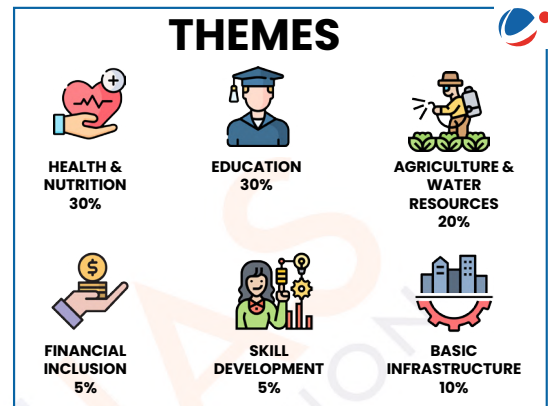 THEMES
HEALTH &
NUTRITION
30%
EDUCATION
30%
AGRICULTURE &
WATER
RESOURCES
20%
FINANCIAL
INCLUSION
5%
SKILL
DEVELOPMENT
5%
BASIC
INFRASTRUCTURE
10%